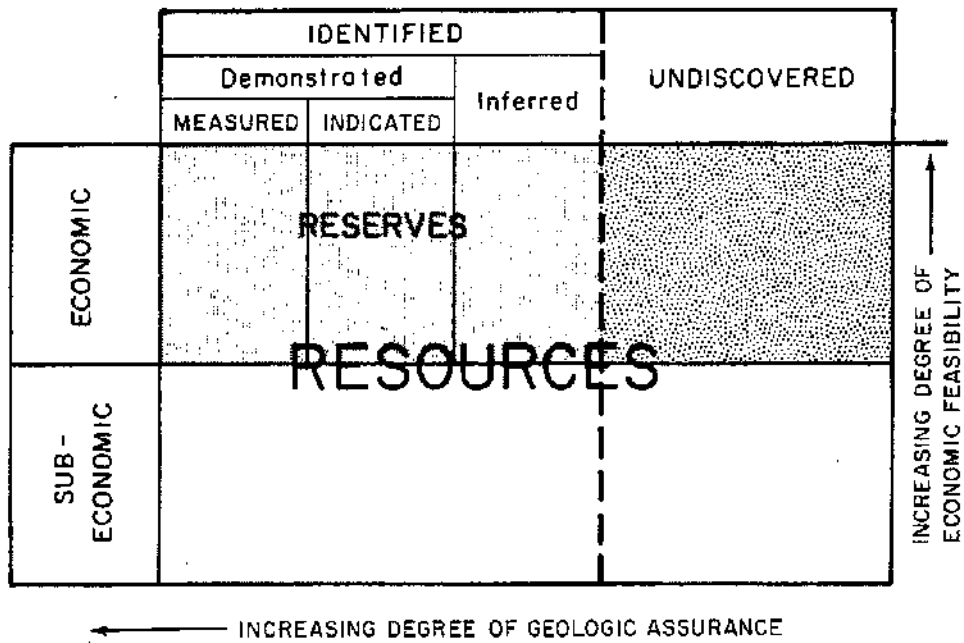 IDENTIFIED
UNDISCOVERED
Demonstrated
Inferred
MEASURED
INDICATED
ECONOMIC
RESERVES
RESOURCES
SUB-
ECONOMIC
INCREASING DEGREE OF
ECONOMIC FEASIBILITY
INCREASING DEGREE OF GEOLOGIC ASSURANCE